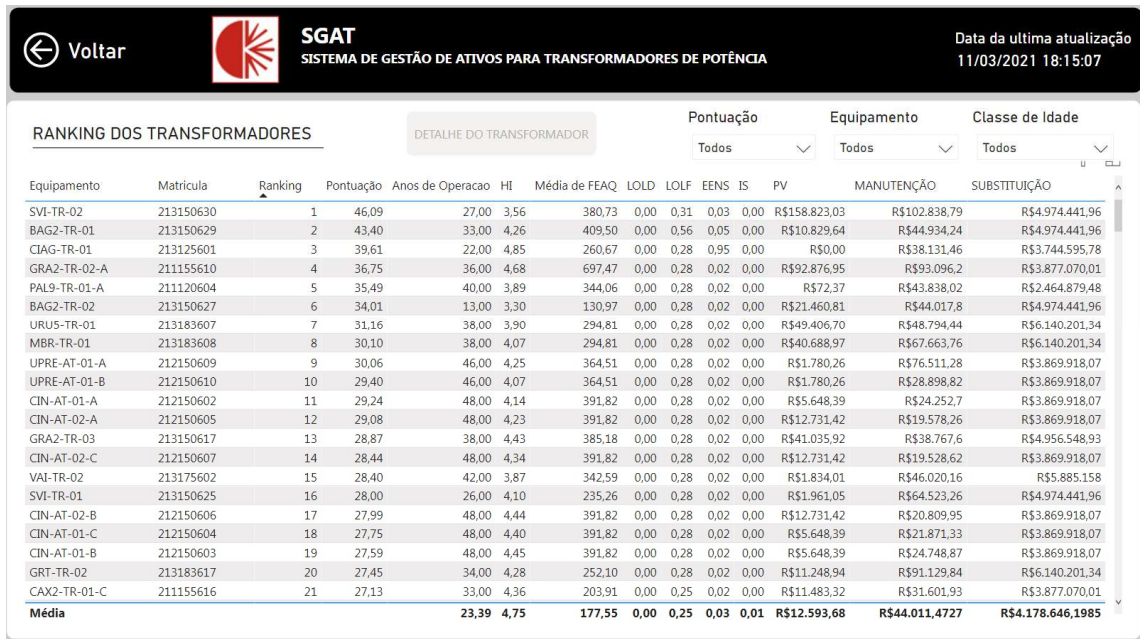 Voltar
SGAT
SISTEMA DE GESTÃO DE ATIVOS PARA TRANSFORMADORES DE POTÊNCIA
Data da ultima atualização
11/03/2021 18:15:07
RANKING DOS TRANSFORMADORES
DETALHE DO TRANSFORMADOR
Pontuação Equipamento Classe de Idade
Todos Todos Todos
Equipamento Matricula Ranking Pontuação Anos de Operacao HI Média de FEAQ LOLD LOLF EENS IS PV MANUTENÇÃO SUBSTITUIÇÃO
SVI-TR-02 213150630 1 46,09 27,00 3,56 380,73 0,00 0,31 0,03 0,00 R$158.823,03 R$102.838,79 R$4.974.441,96
BAG2-TR-01 213150629 2 43,40 33,00 4,26 409,50 0,00 0,56 0,05 0,00 R$10.829,64 R$44.934,24 R$4.974.441,96
CIAG-TR-01 213125601 3 39,61 22,00 4,85 260,67 0,00 0,28 0,95 0,00 R$0,00 R$38.131,46 R$3.744.595,78
GRA2-TR-02-A 211155610 4 36,75 36,00 4,68 697,47 0,00 0,28 0,02 0,00 R$92.876,95 R$93.096,2 R$3.877.070,01
PAL9-TR-01-A 211120604 5 35,49 40,00 3,89 344,06 0,00 0,28 0,02 0,00 R$72,37 R$43.838,02 R$2.464.879,48
BAG2-TR-02 213150627 6 34,01 13,00 3,30 130,97 0,00 0,28 0,02 0,00 R$21.460,81 R$44.017,8 R$4.974.441,96
URU5-TR-01 213183607 7 31,16 38,00 3,90 294,81 0,00 0,28 0,02 0,00 R$49.406,70 R$48.794,44 R$6.140.201,34
MBR-TR-01 213183608 8 30,10 38,00 4,07 294,81 0,00 0,28 0,02 0,00 R$40.688,97 R$67.663,76 R$6.140.201,34
UPRE-AT-01-A 212150609 9 30,06 46,00 4,25 364,51 0,00 0,28 0,02 0,00 R$1.780,26 R$76.511,28 R$3.869.918,07
UPRE-AT-01-B 212150610 10 29,40 46,00 4,07 364,51 0,00 0,28 0,02 0,00 R$1.780,26 R$28.898,82 R$3.869.918,07
CIN-AT-01-A 212150602 11 29,24 48,00 4,14 391,82 0,00 0,28 0,02 0,00 R$5.648,39 R$24.252,7 R$3.869.918,07
CIN-AT-02-A 212150605 12 29,08 48,00 4,23 391,82 0,00 0,28 0,02 0,00 R$12.731,42 R$19.578,26 R$3.869.918,07
GRA2-TR-03 213150617 13 28,87 38,00 4,43 385,18 0,00 0,28 0,02 0,00 R$41.035,92 R$38.767,6 R$4.956.548,93
CIN-AT-02-C 212150607 14 28,44 48,00 4,34 391,82 0,00 0,28 0,02 0,00 R$12.731,42 R$19.528,62 R$3.869.918,07
VAI-TR-02 213175602 15 28,40 42,00 3,87 342,59 0,00 0,28 0,02 0,00 R$1.834,01 R$46.020,16 R$5.885.158
SVI-TR-01 213150625 16 28,00 26,00 4,10 235,26 0,00 0,28 0,02 0,00 R$1.961,05 R$64.523,26 R$4.974.441,96
CIN-AT-02-B 212150606 17 27,99 48,00 4,44 391,82 0,00 0,28 0,02 0,00 R$12.731,42 R$20.809,95 R$3.869.918,07
CIN-AT-01-C 212150604 18 27,75 48,00 4,40 391,82 0,00 0,28 0,02 0,00 R$5.648,39 R$21.871,33 R$3.869.918,07
CIN-AT-01-B 212150603 19 27,59 48,00 4,45 391,82 0,00 0,28 0,02 0,00 R$5.648,39 R$24.748,87 R$3.869.918,07
GRT-TR-02 213183617 20 27,45 34,00 4,28 252,10 0,00 0,28 0,02 0,00 R$11.248,94 R$91.129,84 R$6.140.201,34
CAX2-TR-01-C 211155616 21 27,13 33,00 4,36 203,91 0,00 0,25 0,02 0,00 R$11.483,32 R$31.601,93 R$3.877.070,01
Média 23,39 4,75 177,55 0,00 0,25 0,03 0,01 R$12.593,68 R$44.011,4727 R$4.178.646,1985